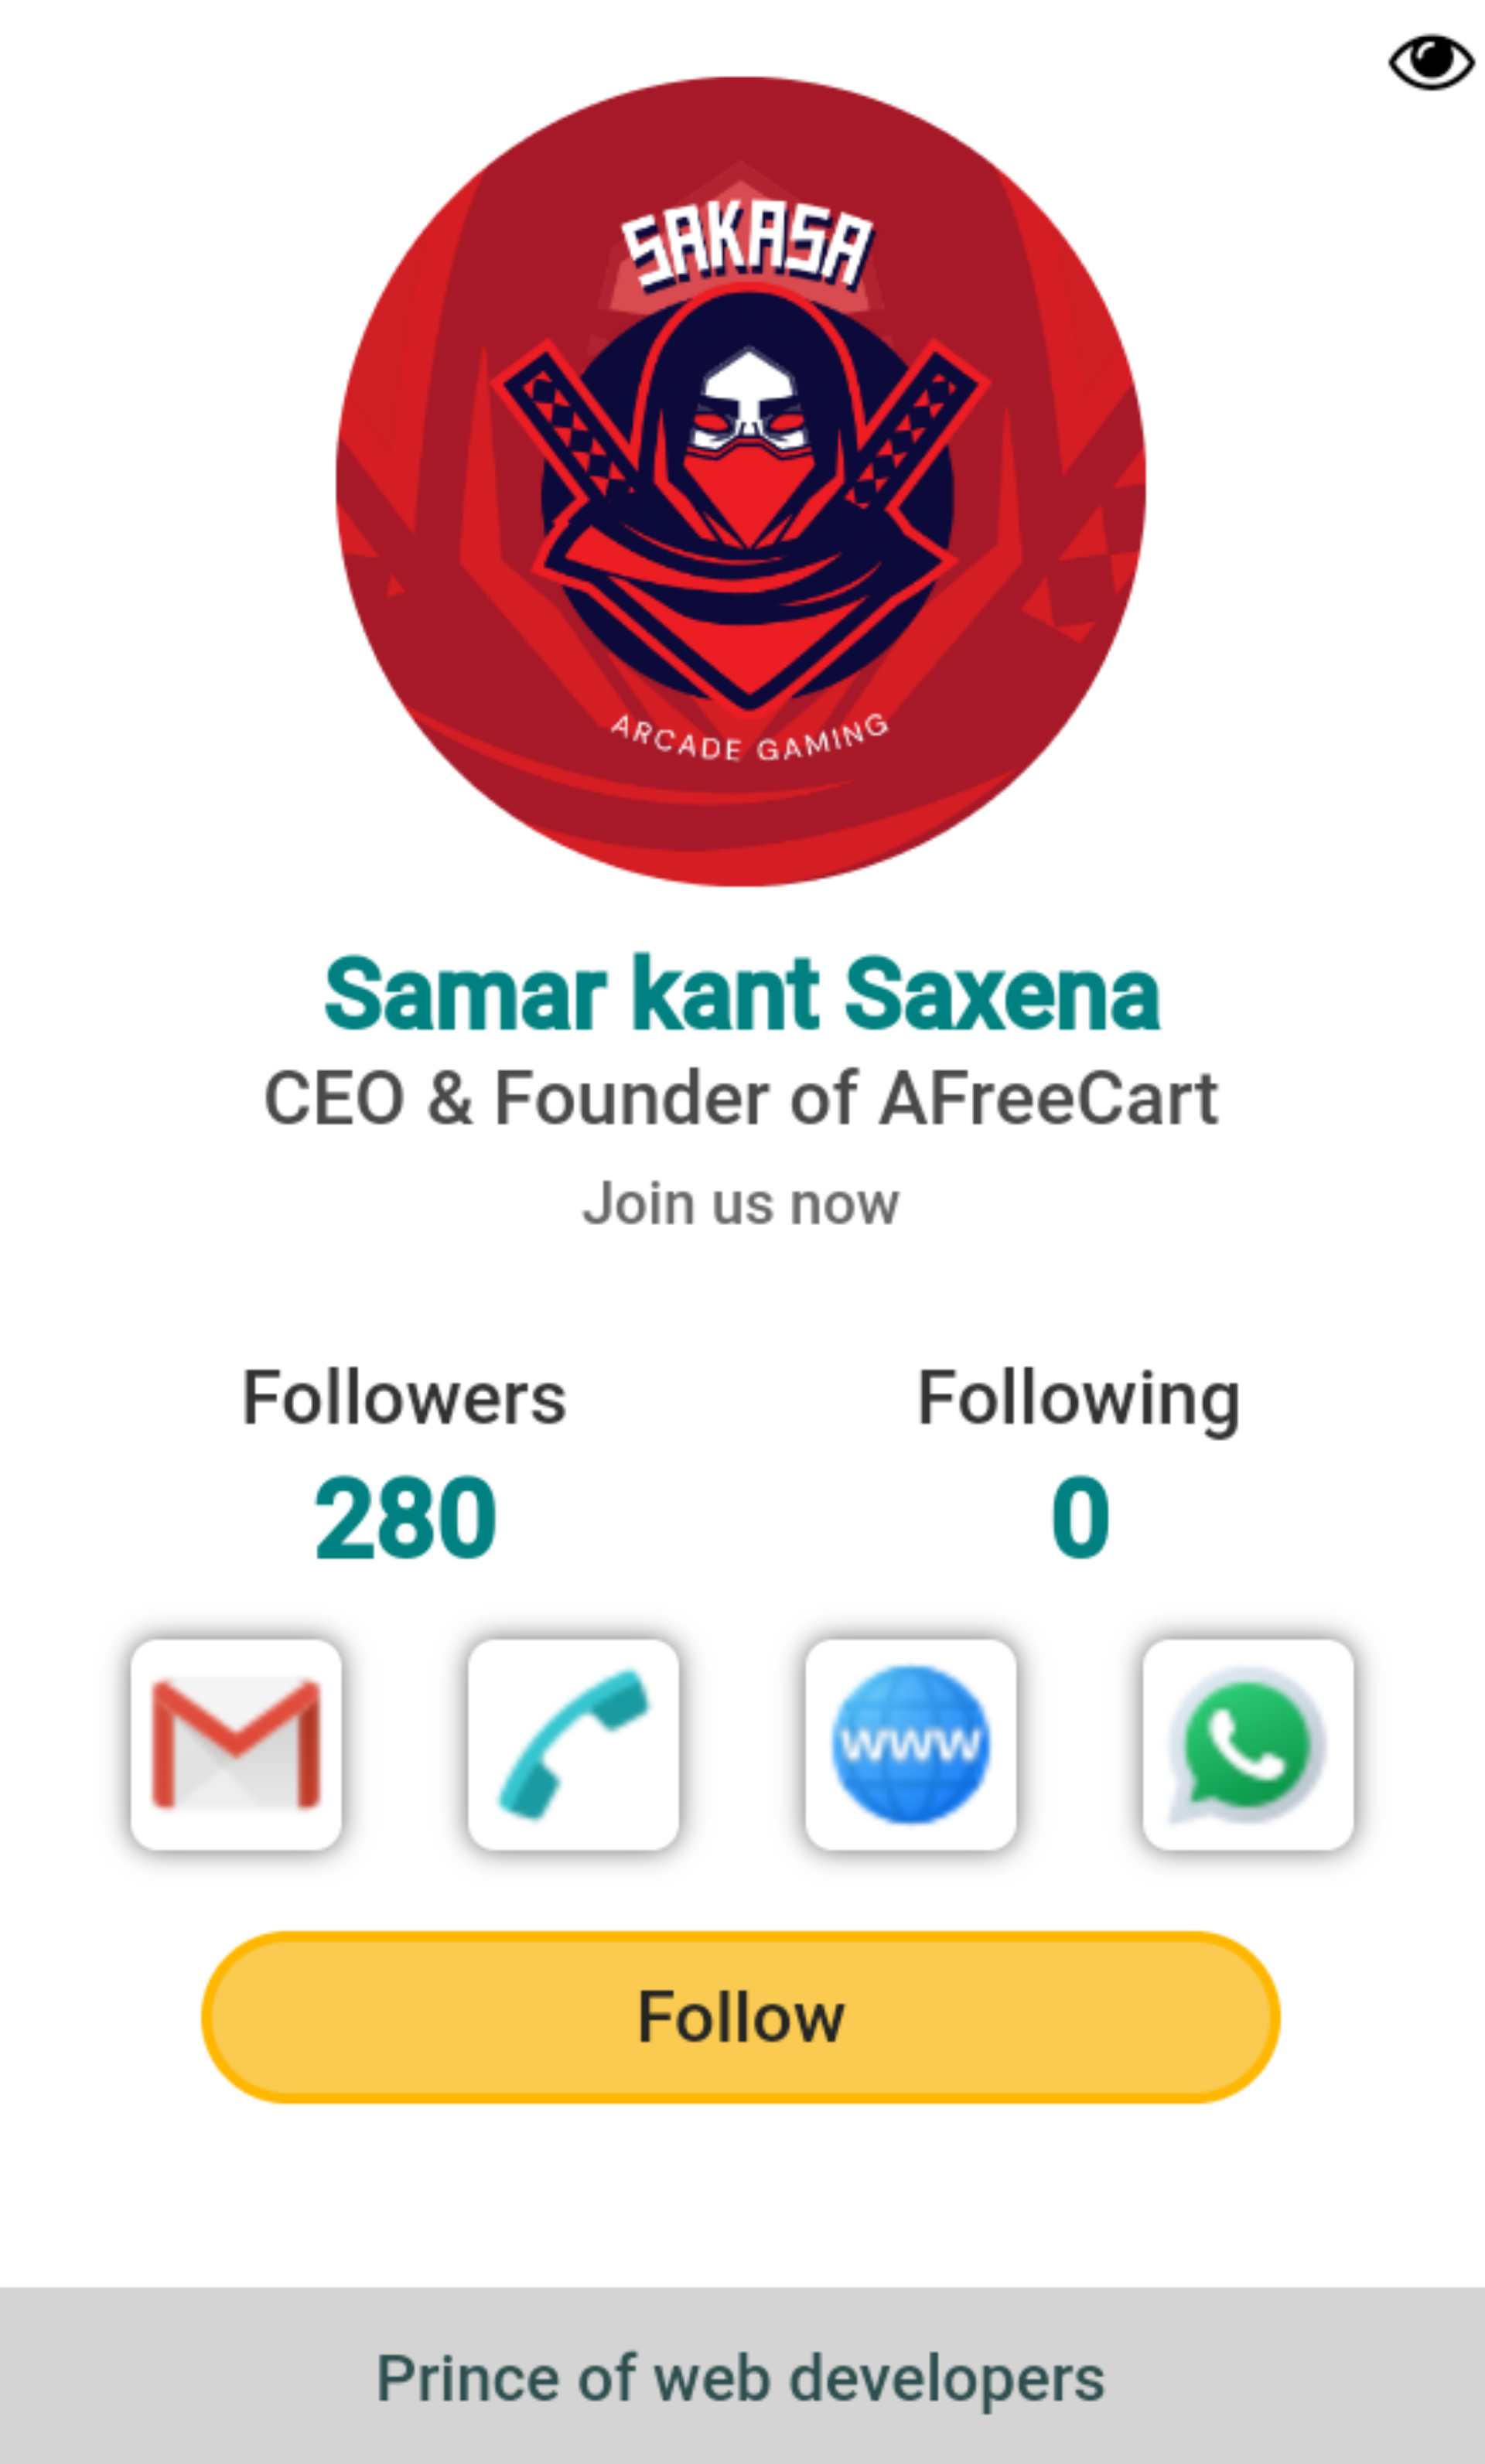 SAKASA
ARCADE GAMING
Samar kant Saxena
CEO & Founder of AFreeCart
Join us now
Followers
Following
280
0
www
Follow
Prince of web developers